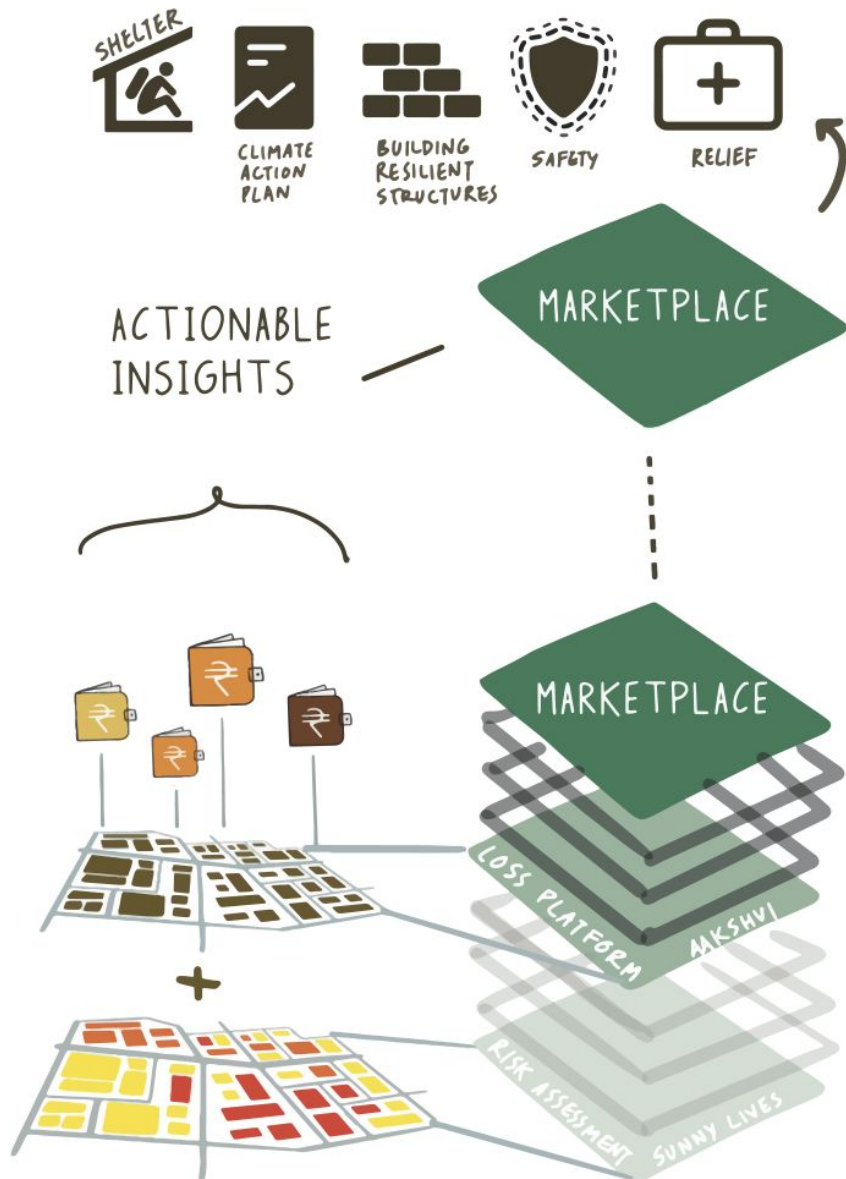 SHELTER
CLIMATE
ACTION
PLAN
BUILDING
RESILIENT
STRUCTURES
SAFETY
RELIEF
MARKETPLACE
ACTIONABLE
INSIGHTS
MARKETPLACE
₹
₹
₹
₹
LOSS PLATFORM
AAKSHVI
RISK ASSESSMENT
SUNNY LIVES